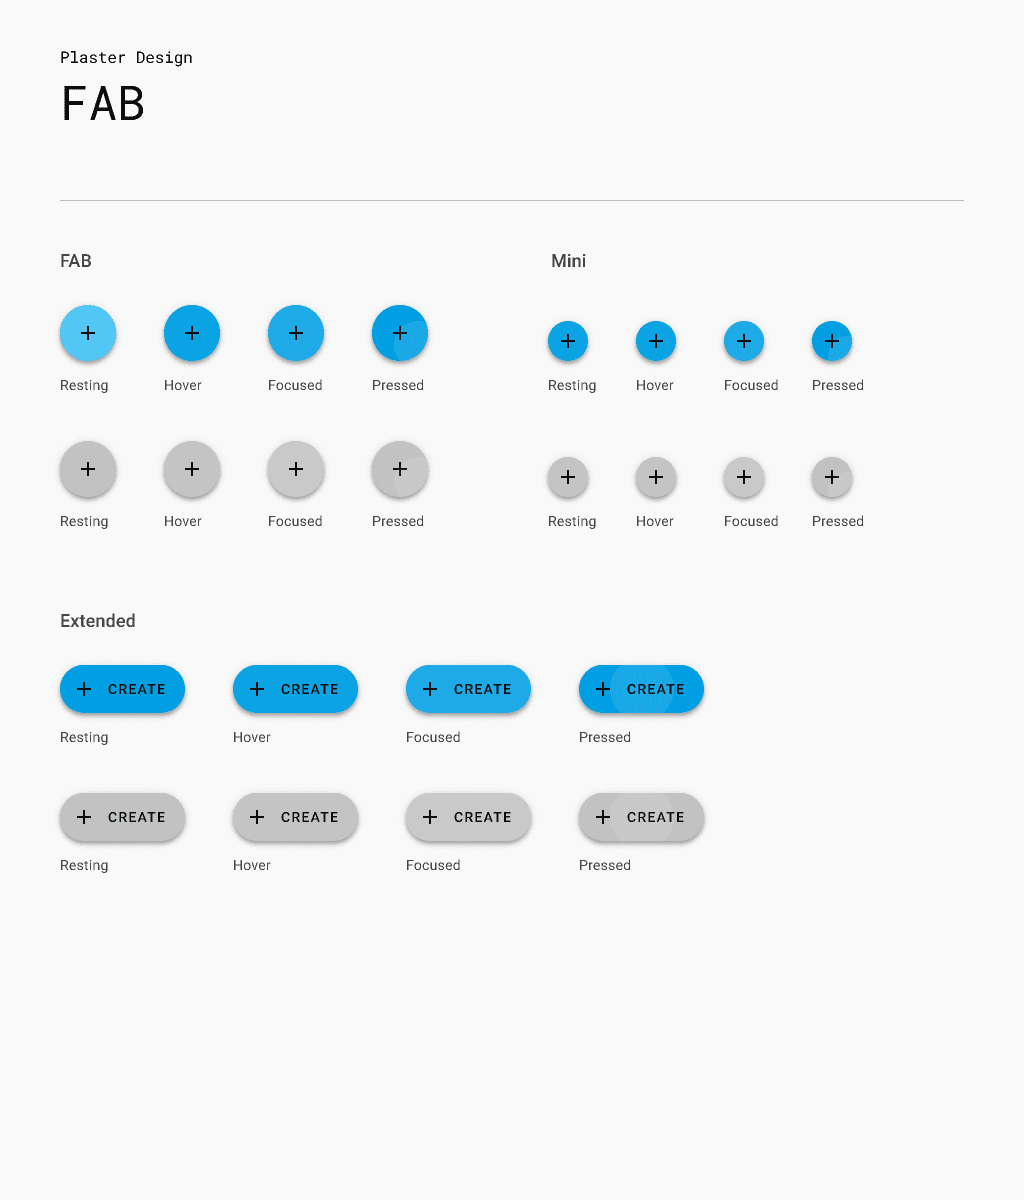 Plaster Design
FAB
FAB
Mini
Resting Hover Focused Pressed
Resting Hover Focused Pressed
Resting Hover Focused Pressed
Resting Hover Focused Pressed
Extended
CREATE CREATE CREATE CREATE
Resting Hover Focused Pressed
CREATE CREATE CREATE CREATE
Resting Hover Focused Pressed